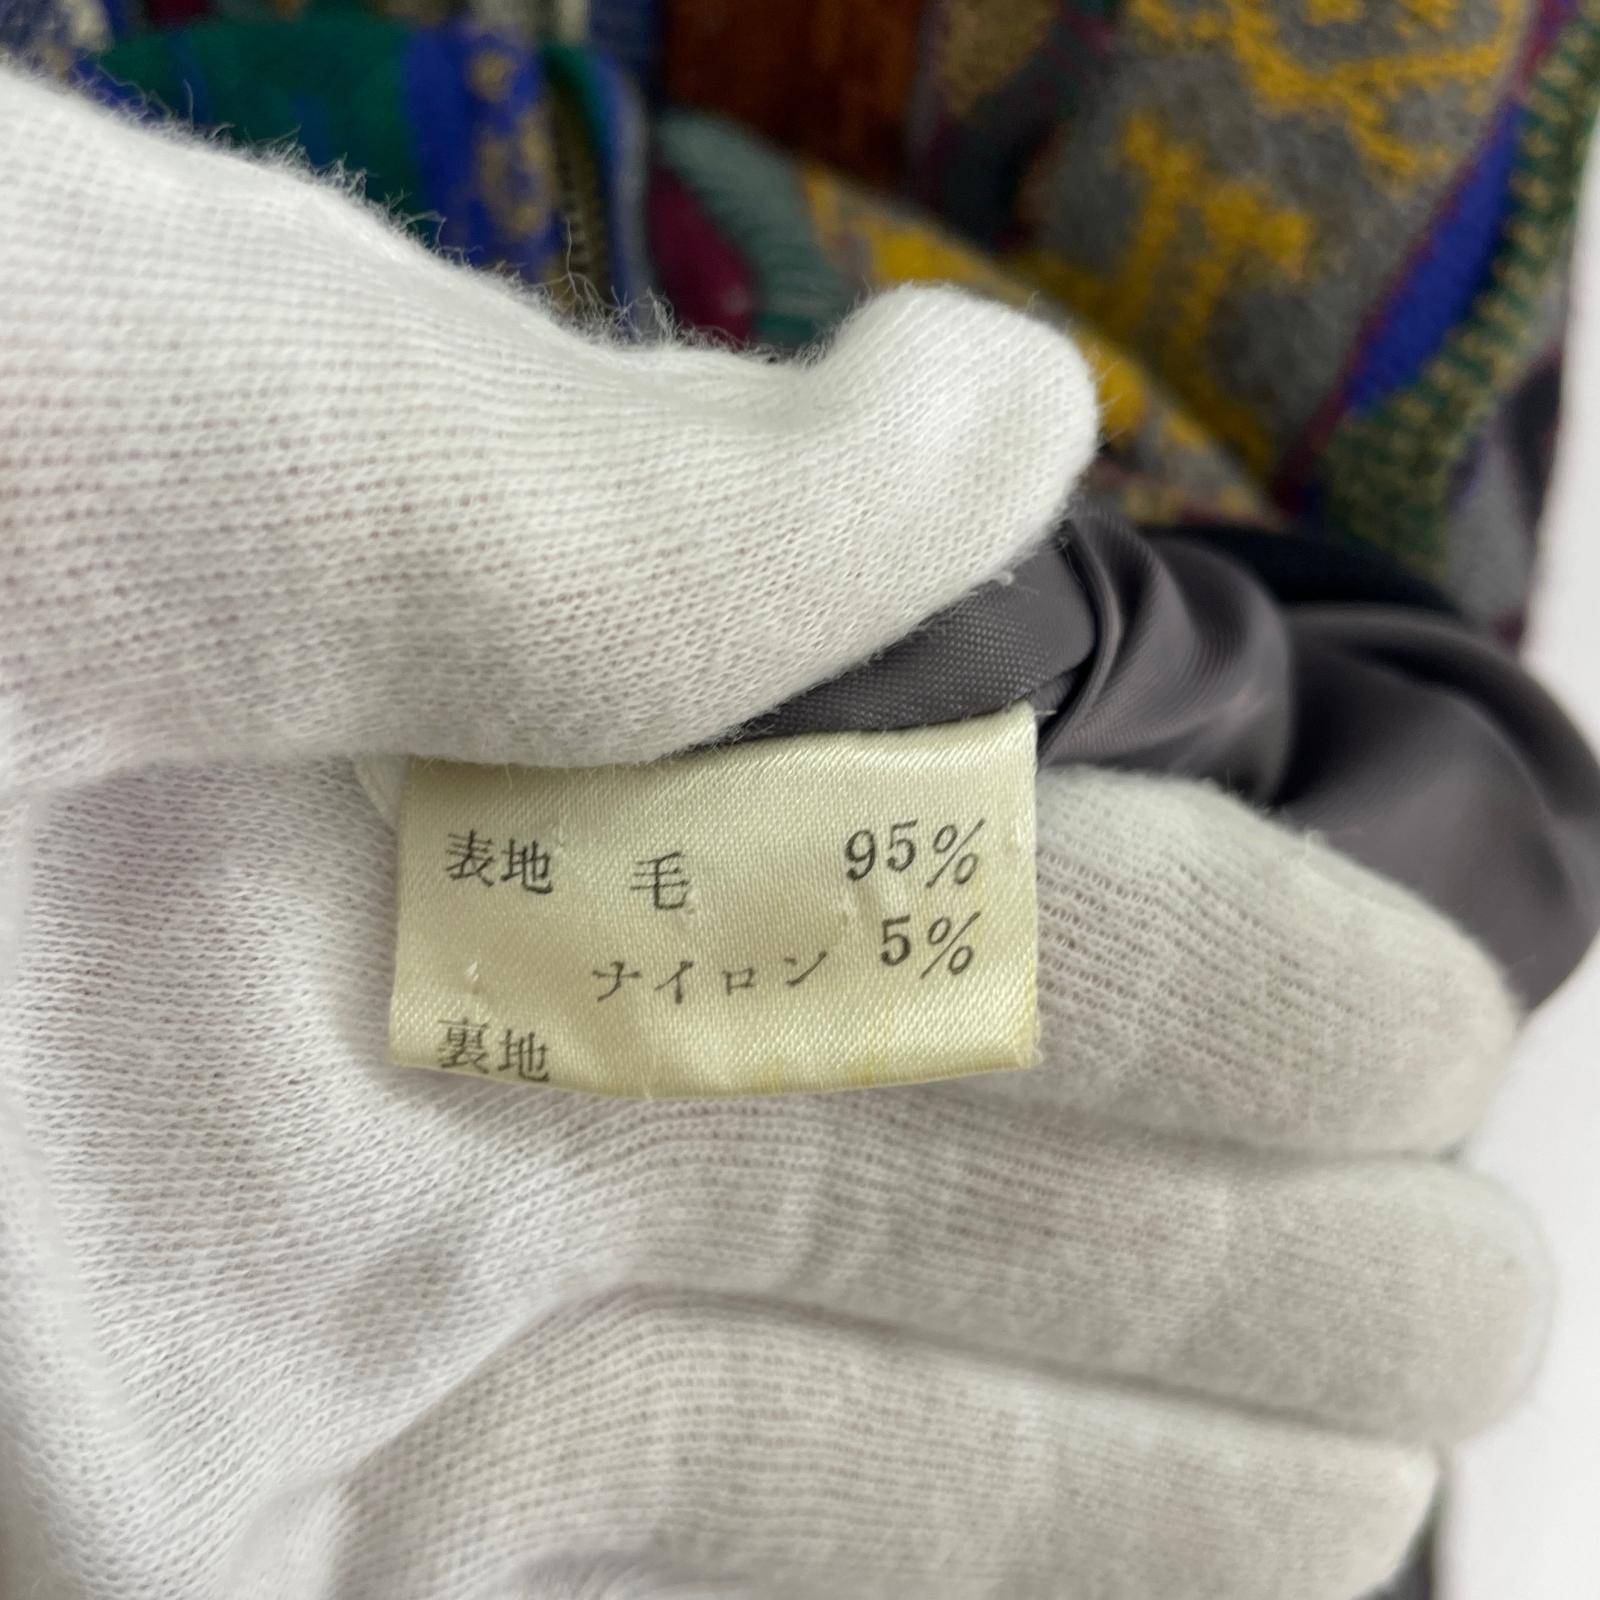 表地 毛 95%
ナイロン 5%
裏地